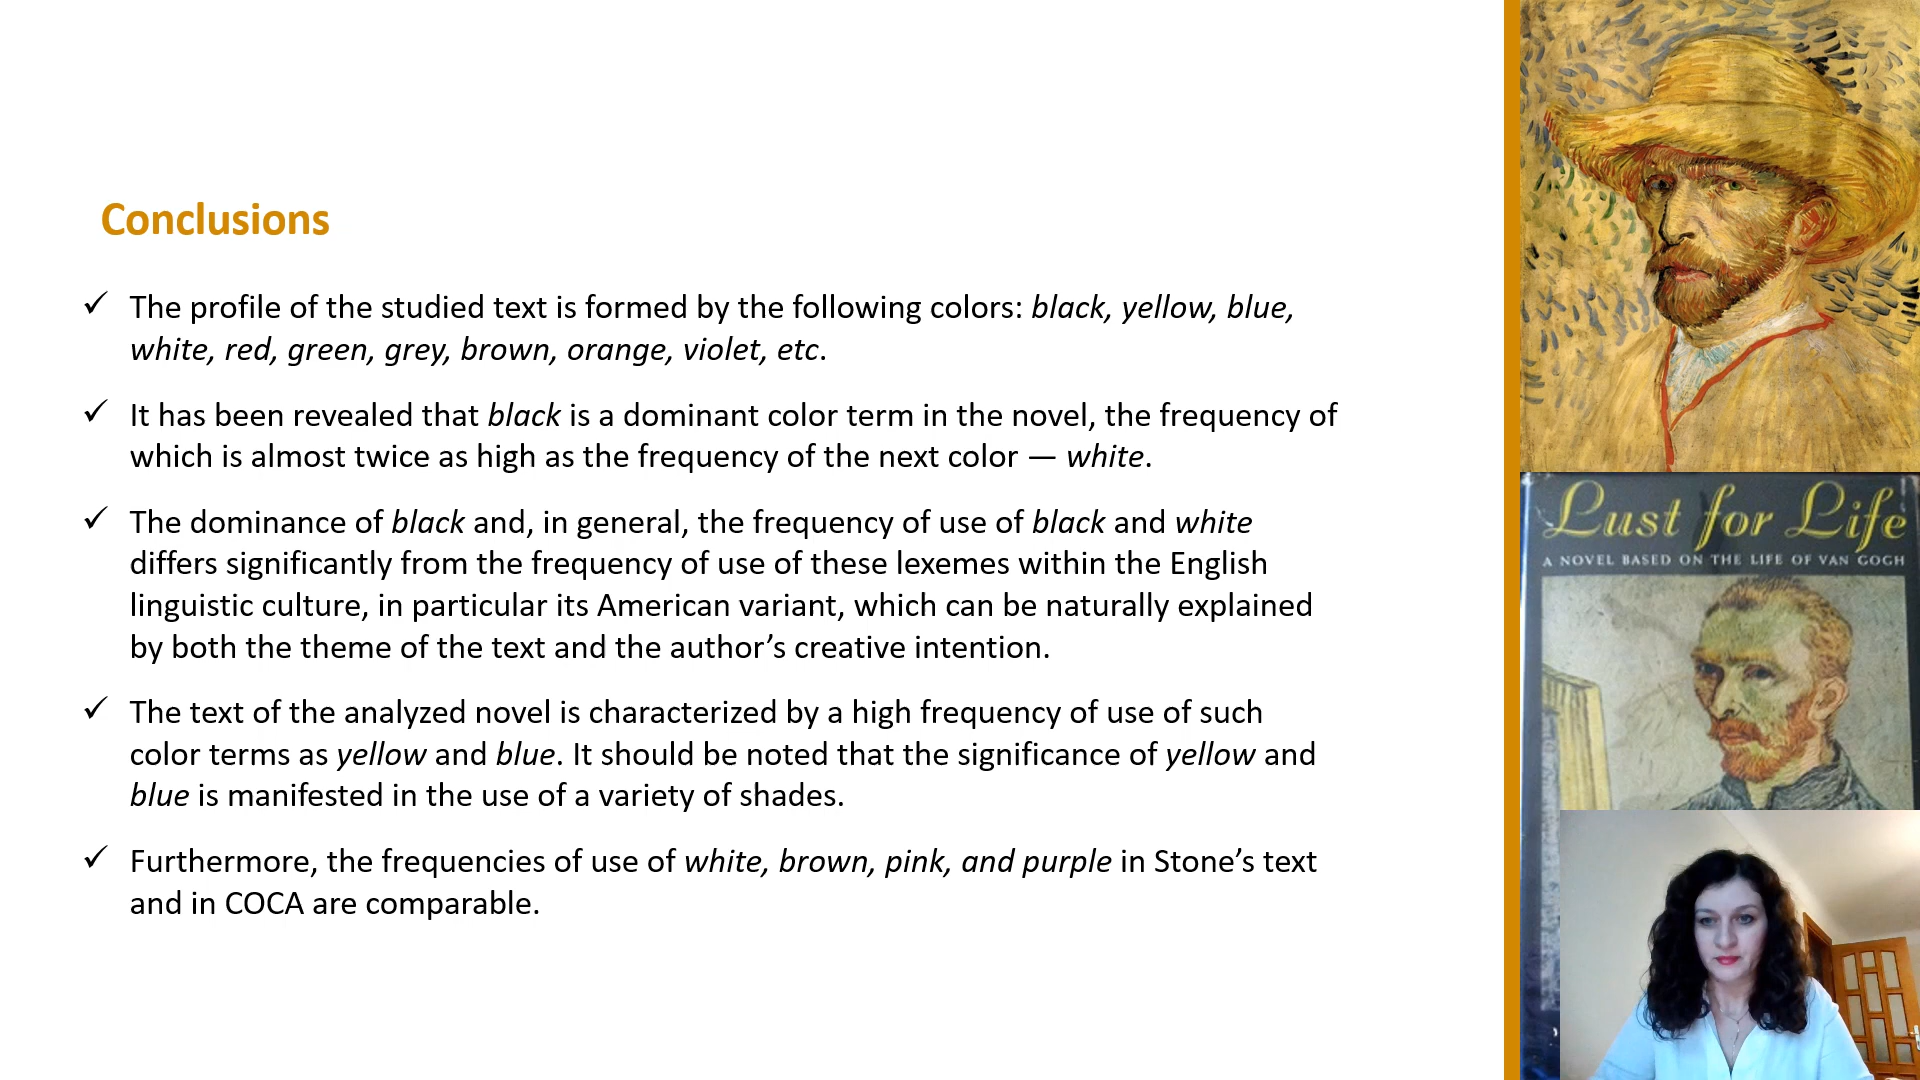 Conclusions
✓ The profile of the studied text is formed by the following colors: black, yellow, blue,
white, red, green, grey, brown, orange, violet, etc.
✓ It has been revealed that black is a dominant color term in the novel, the frequency of
which is almost twice as high as the frequency of the next color — white.
✓ The dominance of black and, in general, the frequency of use of black and white
differs significantly from the frequency of use of these lexemes within the English
linguistic culture, in particular its American variant, which can be naturally explained
by both the theme of the text and the author’s creative intention.
✓ The text of the analyzed novel is characterized by a high frequency of use of such
color terms as yellow and blue. It should be noted that the significance of yellow and
blue is manifested in the use of a variety of shades.
✓ Furthermore, the frequencies of use of white, brown, pink, and purple in Stone’s text
and in COCA are comparable.
Lust for Life
A NOVEL BASED ON THE LIFE OF VAN GOGH